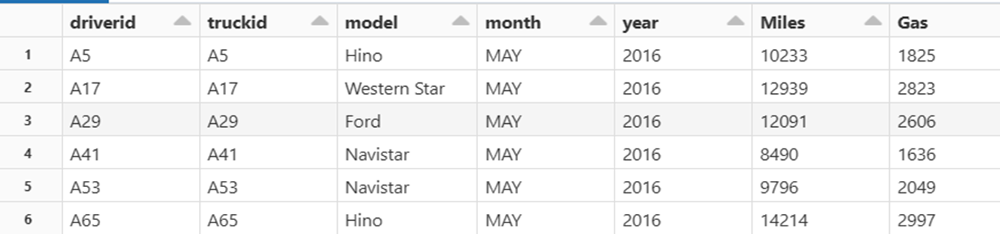 driverid truckid model month year Miles Gas
1 A5 A5 Hino MAY 2016 10233 1825
2 A17 A17 Western Star MAY 2016 12939 2823
3 A29 A29 Ford MAY 2016 12091 2606
4 A41 A41 Navistar MAY 2016 8490 1636
5 A53 A53 Navistar MAY 2016 9796 2049
6 A65 A65 Hino MAY 2016 14214 2997